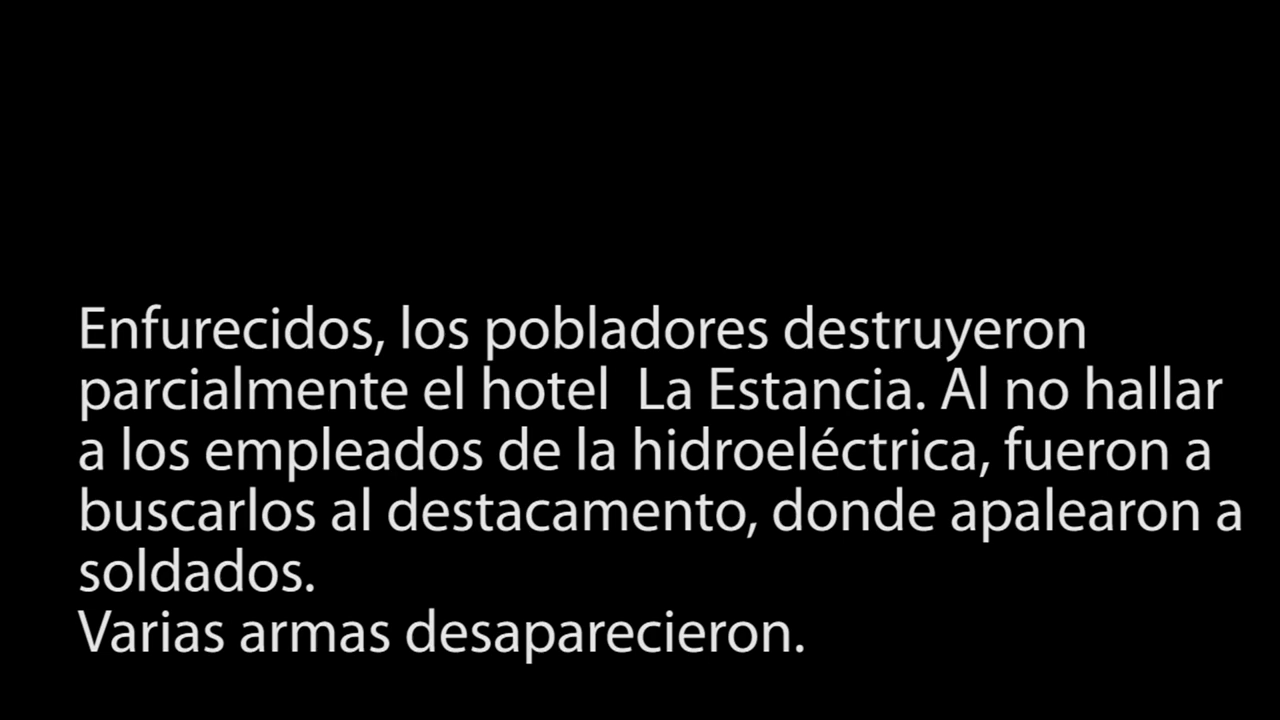 Enfurecidos, los pobladores destruyeron
parcialmente el hotel  La Estancia. Al no hallar
a los empleados de la hidroeléctrica, fueron a
buscarlos al destacamento, donde apalearon a
soldados.
Varias armas desaparecieron.